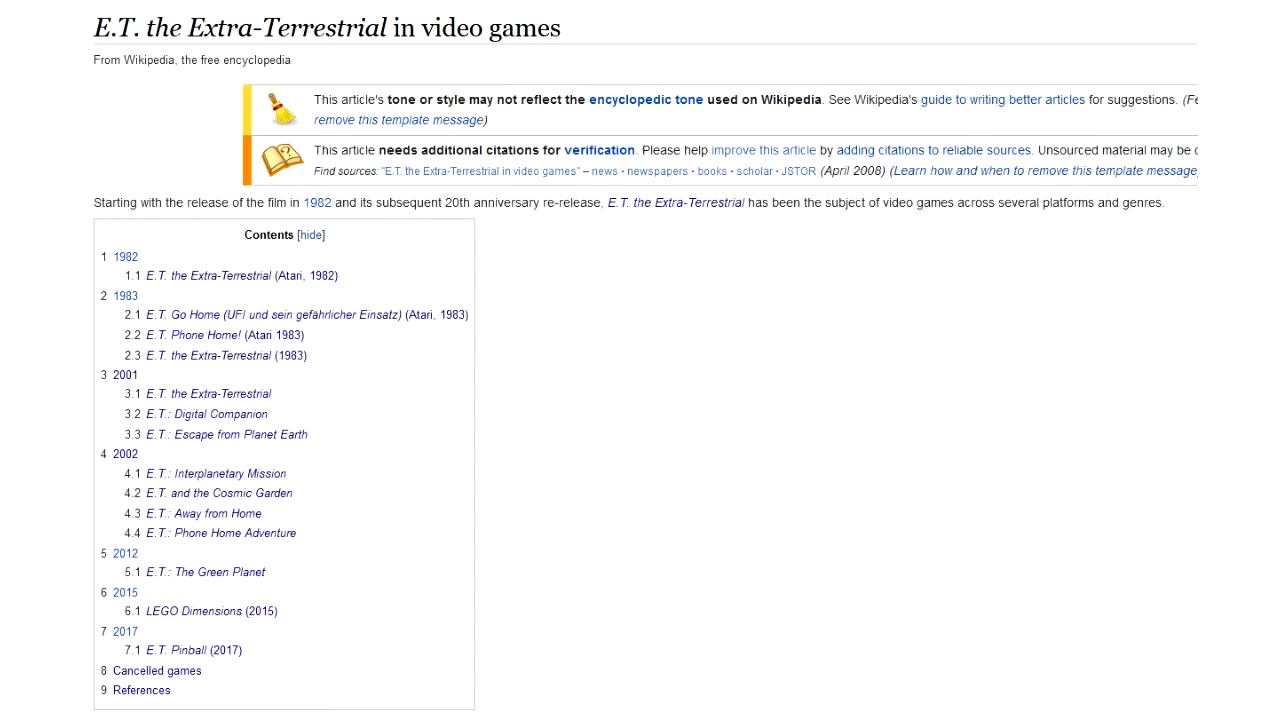 E.T. the Extra-Terrestrial in video games
From Wikipedia, the free encyclopedia
This article's tone or style may not reflect the encyclopedic tone used on Wikipedia. See Wikipedia's guide to writing better articles for suggestions. (Fe
remove this template message)
This article needs additional citations for verification. Please help improve this article by adding citations to reliable sources. Unsourced material may be c
Find sources: "E.T. the Extra-Terrestrial in video games" – news · newspapers · books · scholar · JSTOR (April 2008) (Learn how and when to remove this template message
Starting with the release of the film in 1982 and its subsequent 20th anniversary re-release, E.T. the Extra-Terrestrial has been the subject of video games across several platforms and genres.
Contents [hide]
1 1982
1.1 E.T. the Extra-Terrestrial (Atari, 1982)
2 1983
2.1 E.T. Go Home (UFI und sein gefährlicher Einsatz) (Atari, 1983)
2.2 E.T. Phone Home! (Atari 1983)
2.3 E.T. the Extra-Terrestrial (1983)
3 2001
3.1 E.T. the Extra-Terrestrial
3.2 E.T.: Digital Companion
3.3 E.T.: Escape from Planet Earth
4 2002
4.1 E.T.: Interplanetary Mission
4.2 E.T. and the Cosmic Garden
4.3 E.T.: Away from Home
4.4 E.T.: Phone Home Adventure
5 2012
5.1 E.T.: The Green Planet
6 2015
6.1 LEGO Dimensions (2015)
7 2017
7.1 E.T. Pinball (2017)
8 Cancelled games
9 References